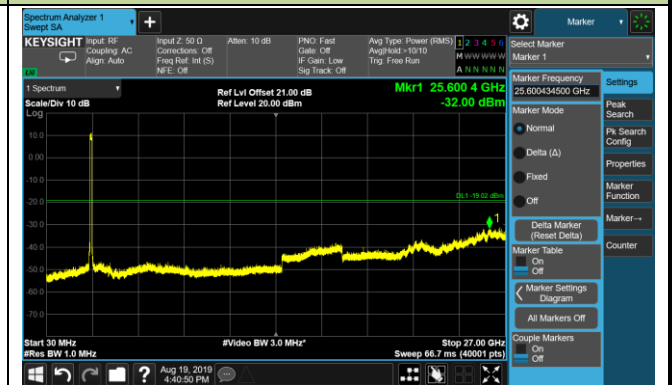 Spectrum Analyzer 1
Swept SA
+
Marker
KEYSIGHT
Input: RF
Coupling: AC
Align: Auto
Input Z: 50 Ω
Corrections: Off
Freq Ref: Int (S)
NFE: Off
Atten: 10 dB
PNO: Fast
Gate: Off
IF Gain: Low
Sig Track: Off
Avg Type: Power (RMS)
Avg|Hold:>10/10
Trig: Free Run
1 2 3 4 5 6
M W W W W W
A N N N N N
Select Marker
Marker 1
1 Spectrum
Scale/Div 10 dB
Log
Ref Lvl Offset 21.00 dB
Ref Level 20.00 dBm
Mkr1 25.600 4 GHz
-32.00 dBm
10.0
0.00
-10.0
-20.0
-30.0
-40.0
-50.0
-60.0
-70.0
DL1 -19.02 dBm
1
Start 30 MHz
#Res BW 1.0 MHz
#Video BW 3.0 MHz*
Stop 27.00 GHz
Sweep 66.7 ms (40001 pts)
Marker Frequency
25.600434500 GHz
Marker Mode
Normal
Delta (Δ)
Fixed
Off
Delta Marker
(Reset Delta)
Marker Table
On
Off
Marker Settings
Diagram
All Markers Off
Couple Markers
On
Off
Settings
Peak
Search
Pk Search
Config
Properties
Marker
Function
Marker→
Counter
?
Aug 19, 2019
4:40:50 PM